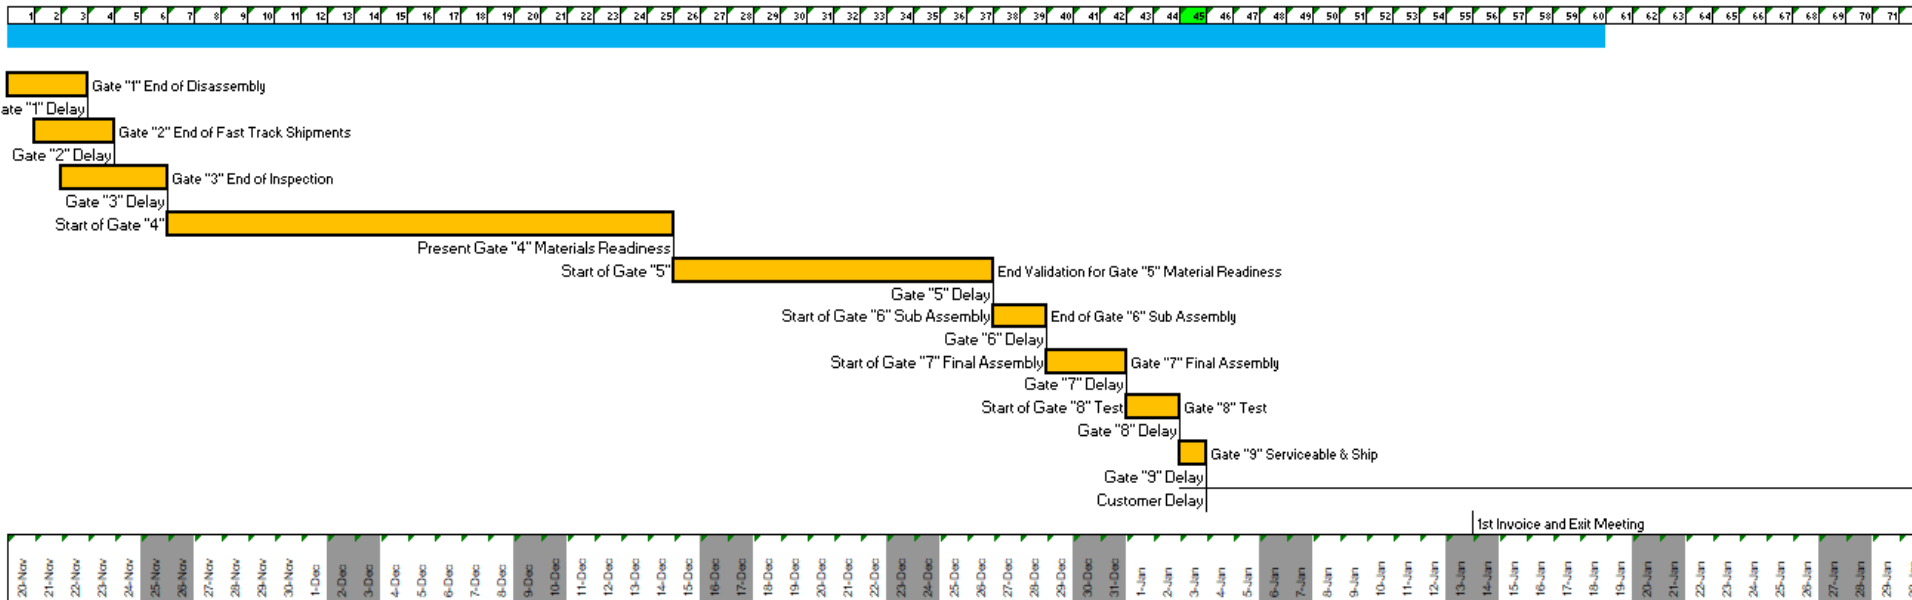 1 2 3 4 5 6 7 8 9 10 11 12 13 14 15 16 17 18 19 20 21 22 23 24 25 26 27 28 29 30 31 32 33 34 35 36 37 38 39 40 41 42 43 44 45 46 47 48 49 50 51 52 53 54 55 56 57 58 59 60 61 62 63 64 65 66 67 68 69 70 71
Gate "1" End of Disassembly
ate "1" Delay
Gate "2" End of Fast Track Shipments
Gate "2" Delay
Gate "3" End of Inspection
Gate "3" Delay
Start of Gate "4"
Present Gate "4" Materials Readiness
Start of Gate "5"
End Validation for Gate "5" Material Readiness
Gate "5" Delay
Start of Gate "6" Sub Assembly
End of Gate "6" Sub Assembly
Gate "6" Delay
Start of Gate "7" Final Assembly
Gate "7" Final Assembly
Gate "7" Delay
Start of Gate "8" Test
Gate "8" Test
Gate "8" Delay
Gate "9" Serviceable & Ship
Gate "9" Delay
Customer Delay
1st Invoice and Exit Meeting
20-Nov
21-Nov
22-Nov
23-Nov
24-Nov
25-Nov
26-Nov
27-Nov
28-Nov
29-Nov
30-Nov
1-Dec
2-Dec
3-Dec
4-Dec
5-Dec
6-Dec
7-Dec
8-Dec
9-Dec
10-Dec
11-Dec
12-Dec
13-Dec
14-Dec
15-Dec
16-Dec
17-Dec
18-Dec
19-Dec
20-Dec
21-Dec
22-Dec
23-Dec
24-Dec
25-Dec
26-Dec
27-Dec
28-Dec
29-Dec
30-Dec
31-Dec
1-Jan
2-Jan
3-Jan
4-Jan
5-Jan
6-Jan
7-Jan
8-Jan
9-Jan
10-Jan
11-Jan
12-Jan
13-Jan
14-Jan
15-Jan
16-Jan
17-Jan
18-Jan
19-Jan
20-Jan
21-Jan
22-Jan
23-Jan
24-Jan
25-Jan
26-Jan
27-Jan
28-Jan
29-Jan